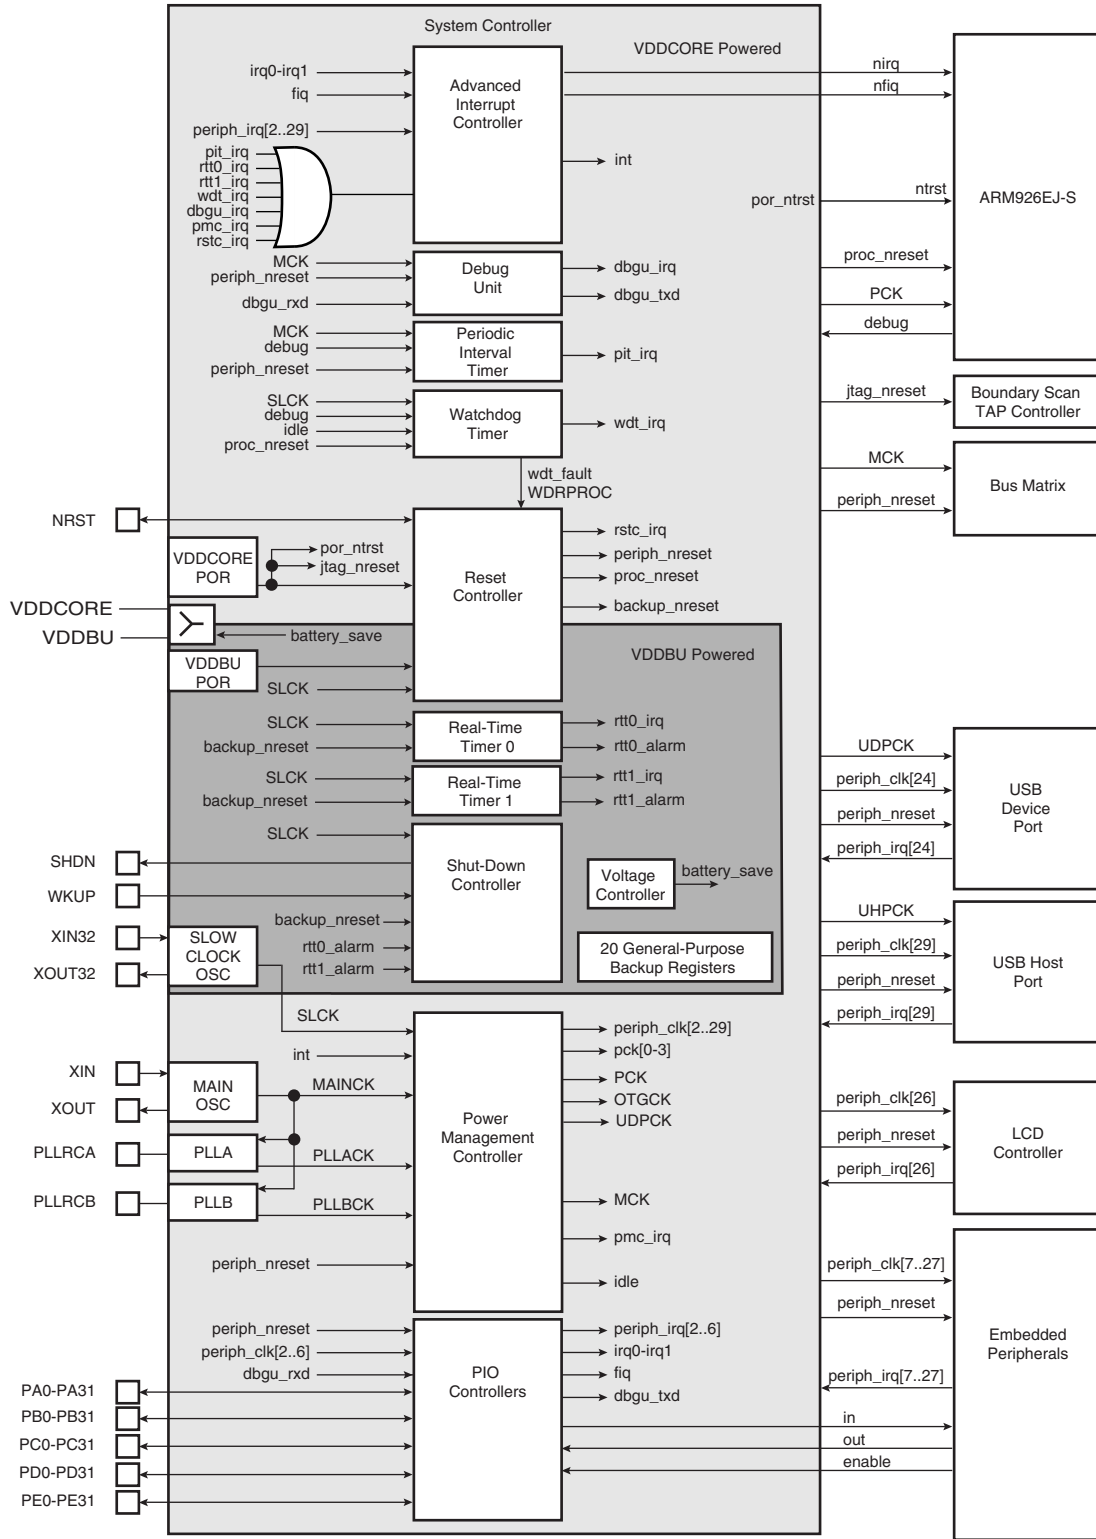 System Controller
VDDCORE Powered
irq0-irq1
fiq
periph_irq[2..29]
pit_irq
rtt0_irq
rtt1_irq
wdt_irq
dbgu_irq
pmc_irq
rstc_irq
Advanced
Interrupt
Controller
int
nirq
nfiq
por_ntrst
ntrst
ARM926EJ-S
proc_nreset
PCK
debug
MCK
periph_nreset
dbgu_rxd
Debug
Unit
dbgu_irq
dbgu_txd
MCK
debug
periph_nreset
Periodic
Interval
Timer
pit_irq
SLCK
debug
idle
proc_nreset
Watchdog
Timer
wdt_irq
jtag_nreset
Boundary Scan
TAP Controller
MCK
periph_nreset
Bus Matrix
wdt_fault
WDRPROC
NRST
VDDCORE
POR
por_ntrst
jtag_nreset
Reset
Controller
rstc_irq
periph_nreset
proc_nreset
backup_nreset
VDDCORE
VDDBU
battery_save
VDDBU Powered
VDDBU
POR
SLCK
SLCK
backup_nreset
Real-Time
Timer 0
rtt0_irq
rtt0_alarm
SLCK
backup_nreset
Real-Time
Timer 1
rtt1_irq
rtt1_alarm
SLCK
SHDN
WKUP
backup_nreset
rtt0_alarm
rtt1_alarm
Shut-Down
Controller
Voltage
Controller
battery_save
20 General-Purpose
Backup Registers
XIN32
XOUT32
SLOW
CLOCK
OSC
UDPCK
periph_clk[24]
periph_nreset
periph_irq[24]
USB
Device
Port
UHPCK
periph_clk[29]
periph_nreset
periph_irq[29]
USB Host
Port
SLCK
int
XIN
XOUT
MAIN
OSC
MAINCK
PLLRCA
PLLA
PLLACK
PLLRCB
PLLB
PLLBCK
periph_nreset
Power
Management
Controller
periph_clk[2..29]
pck[0-3]
PCK
OTGCK
UDPCK
MCK
pmc_irq
idle
periph_clk[26]
periph_nreset
periph_irq[26]
LCD
Controller
periph_nreset
periph_clk[2..6]
dbgu_rxd
PA0-PA31
PB0-PB31
PC0-PC31
PD0-PD31
PE0-PE31
PIO
Controllers
periph_irq[2..6]
irq0-irq1
fiq
dbgu_txd
periph_clk[7..27]
periph_nreset
periph_irq[7..27]
in
out
enable
Embedded
Peripherals